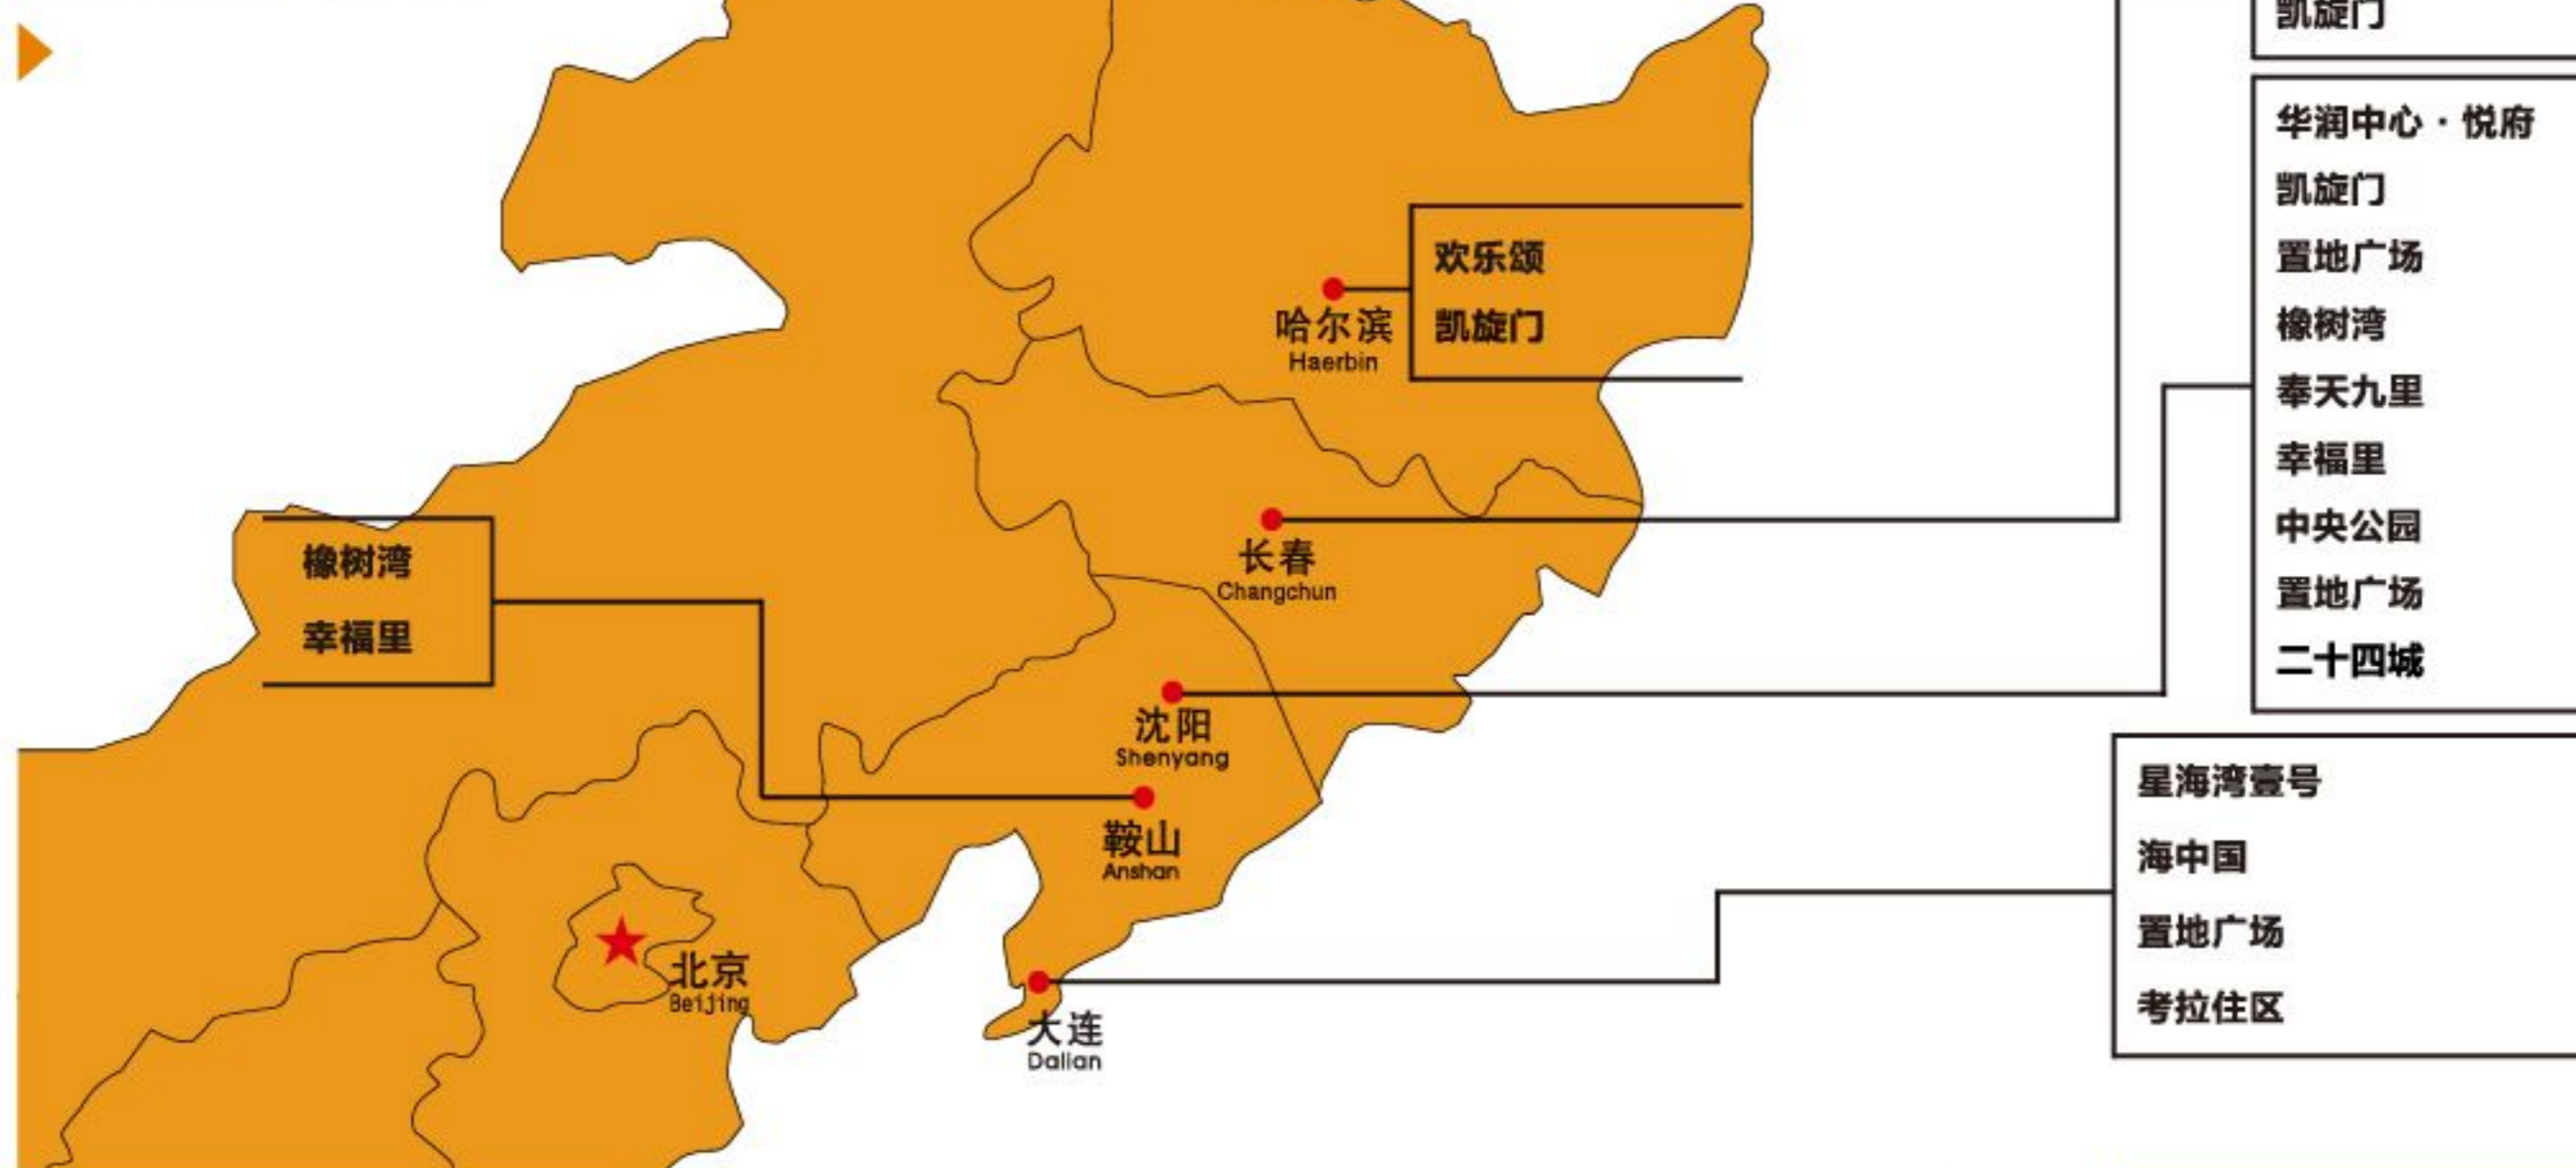 凯旋门
华润中心·悦府
凯旋门
置地广场
橡树湾
奉天九里
幸福里
中央公园
置地广场
二十四城
欢乐颂
凯旋门
哈尔滨
Haerbin
长春
Changchun
橡树湾
幸福里
沈阳
Shenyang
鞍山
Anshan
星海湾壹号
海中国
置地广场
考拉住区
北京
Beijing
大连
Dalian